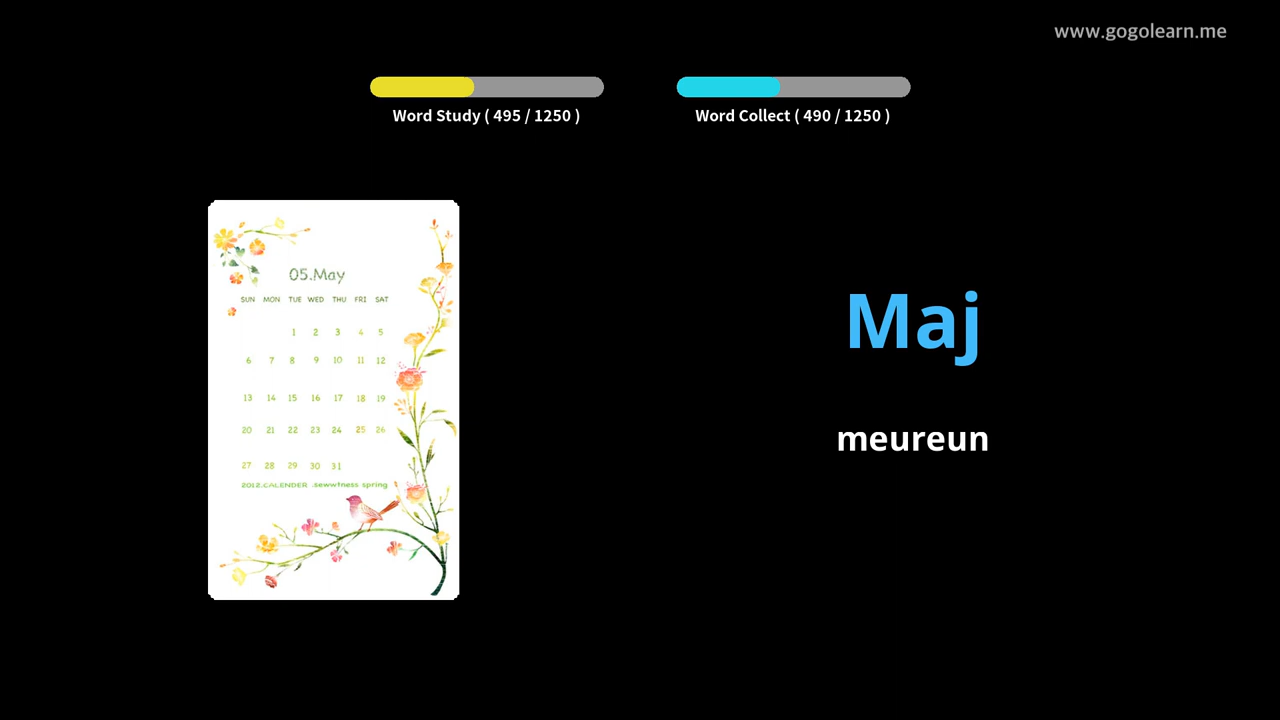 www.gogolearn.me
Word Study ( 495 / 1250 )
Word Collect ( 490 / 1250 )
05.May
SUN MON TUE WED THU FRI SAT
1 2 3 4 5
6 7 8 9 10 11 12
13 14 15 16 17 18 19
20 21 22 23 24 25 26
27 28 29 30 31
2012.CALENDER .sewwtness spring
Maj
meureun